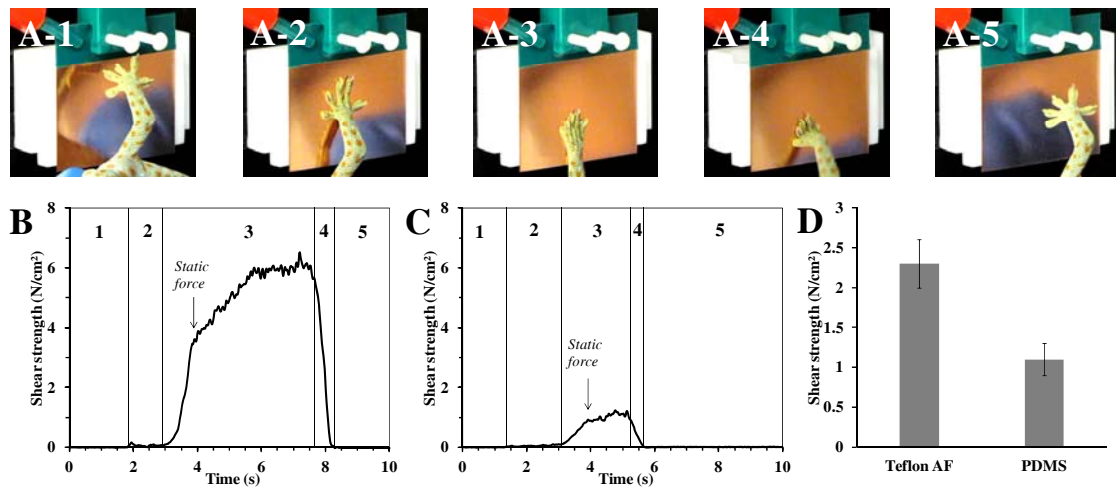 A-1 A-2 A-3 A-4 A-5
B
8
6
4
2
0
Shear strength (N/cm²)
1 2 3 4 5
Static
force
0 2 4 6 8 10
Time (s)
C
8
6
4
2
0
Shear strength (N/cm²)
1 2 3 4 5
Static
force
0 2 4 6 8 10
Time (s)
D
3
2.5
2
1.5
1
0.5
0
Shear strength (N/cm²)
Teflon AF PDMS